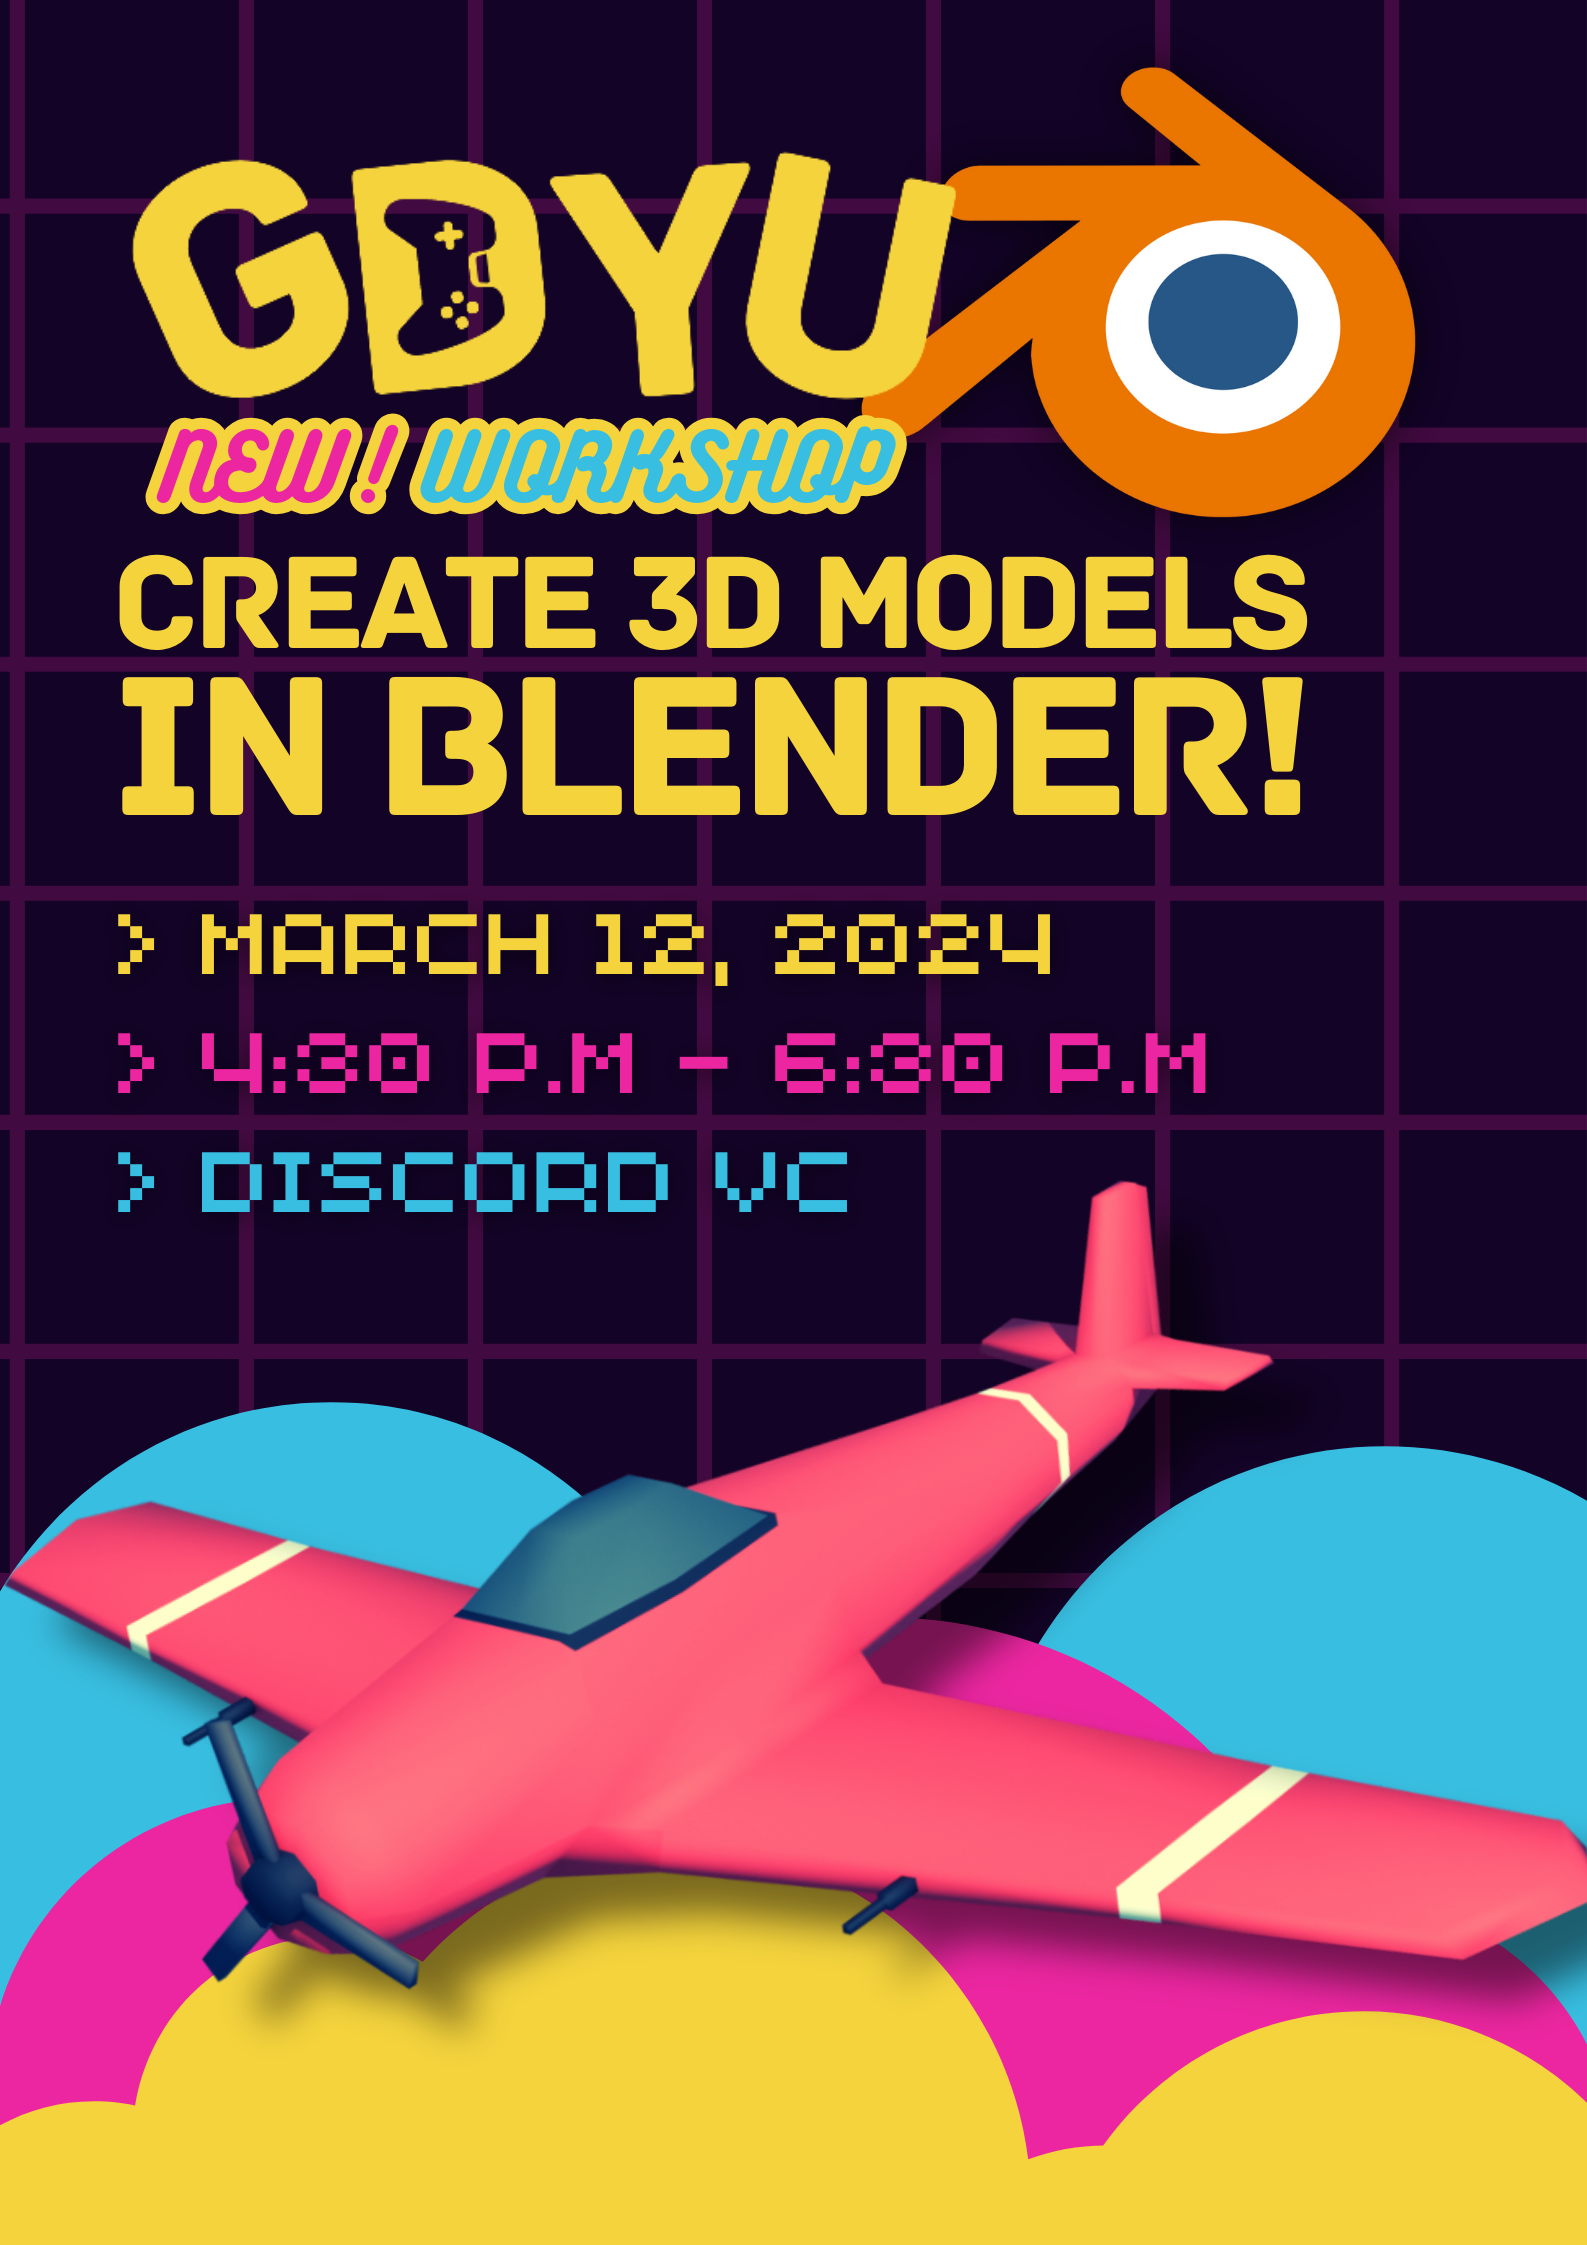 GDYU
NEW! WORKSHOP
CREATE 3D MODELS
IN BLENDER!
> MARCH 12, 2024
> 4:30 P.M - 6:30 P.M
> DISCORD VC